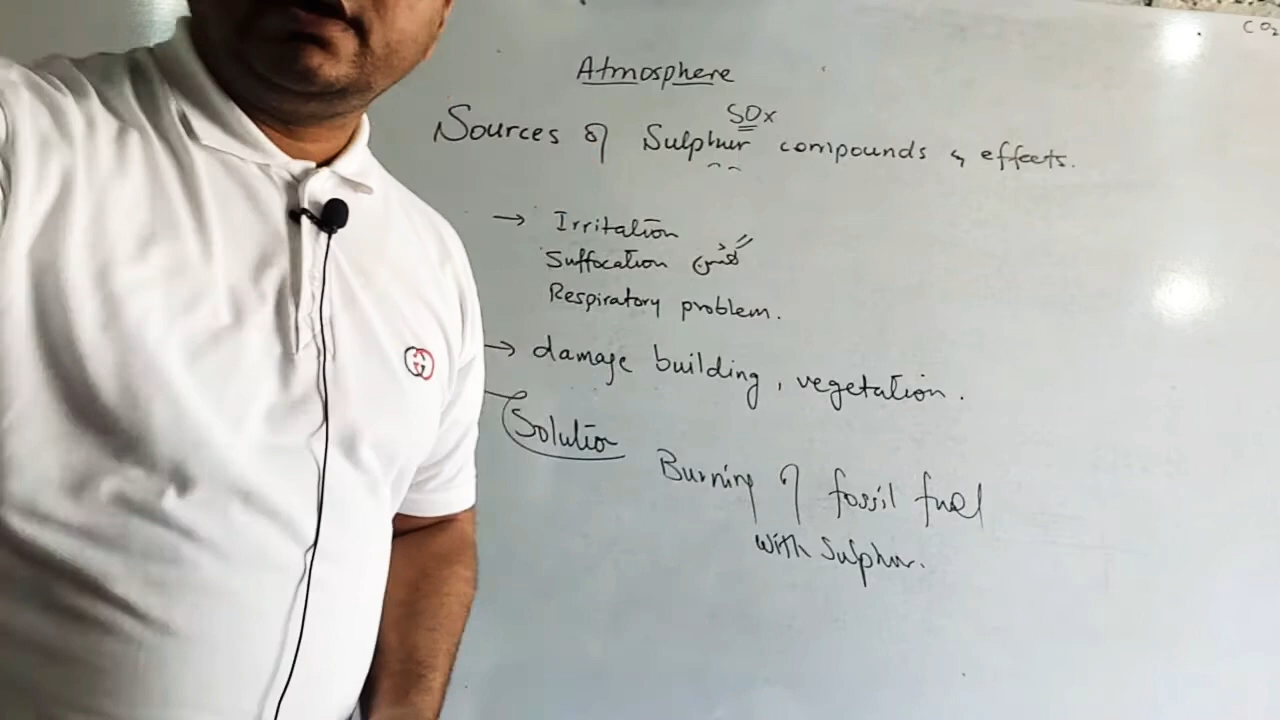 CO₂
Atmosphere
SOx
Sources of Sulphur compounds & effects.
→ Irritation
Suffocation
Respiratory problem.
→ damage building, vegetation.
Solution
Burning of fossil fuel
with Sulphur.